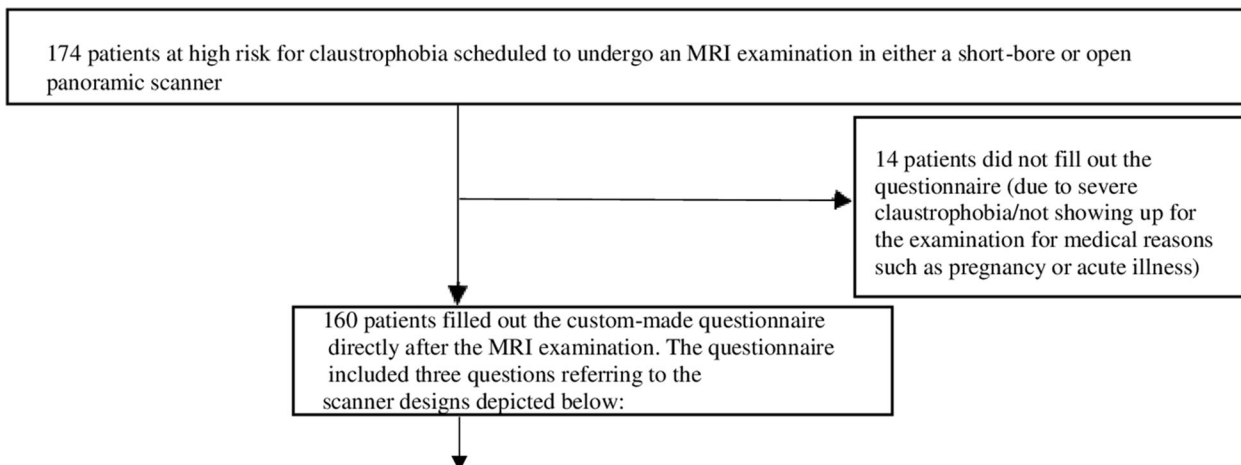 174 patients at high risk for claustrophobia scheduled to undergo an MRI examination in either a short-bore or open
panoramic scanner
14 patients did not fill out the
questionnaire (due to severe
claustrophobia/not showing up for
the examination for medical reasons
such as pregnancy or acute illness)
160 patients filled out the custom-made questionnaire
directly after the MRI examination. The questionnaire
included three questions referring to the
scanner designs depicted below: